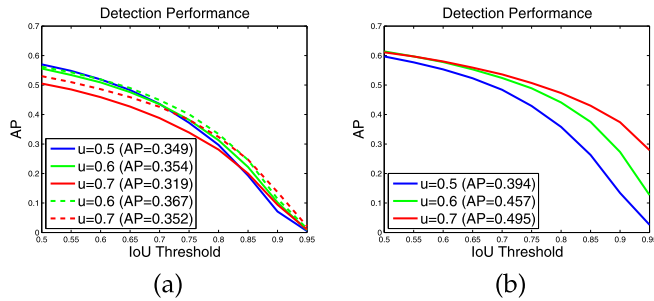 Detection Performance
0.7
0.6
0.5
0.4
0.3
0.2
0.1
0
AP
u=0.5 (AP=0.349)
u=0.6 (AP=0.354)
u=0.7 (AP=0.319)
u=0.6 (AP=0.367)
u=0.7 (AP=0.352)
0.5 0.55 0.6 0.65 0.7 0.75 0.8 0.85 0.9 0.95
IoU Threshold
(a)
Detection Performance
0.7
0.6
0.5
0.4
0.3
0.2
0.1
0
AP
u=0.5 (AP=0.394)
u=0.6 (AP=0.457)
u=0.7 (AP=0.495)
0.5 0.55 0.6 0.65 0.7 0.75 0.8 0.85 0.9 0.95
IoU Threshold
(b)